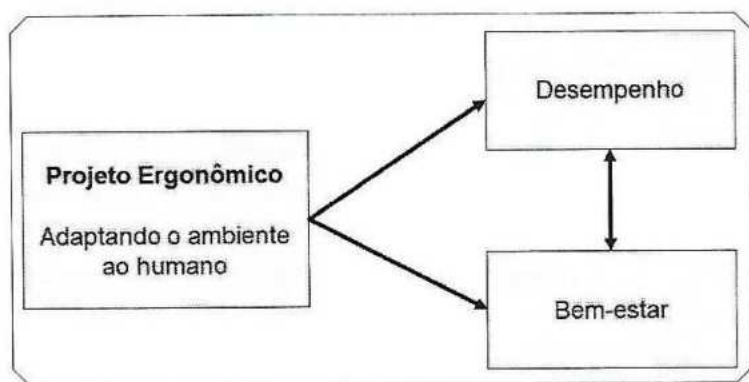 Projeto Ergonômico
Adaptando o ambiente
ao humano
Desempenho
Bem-estar